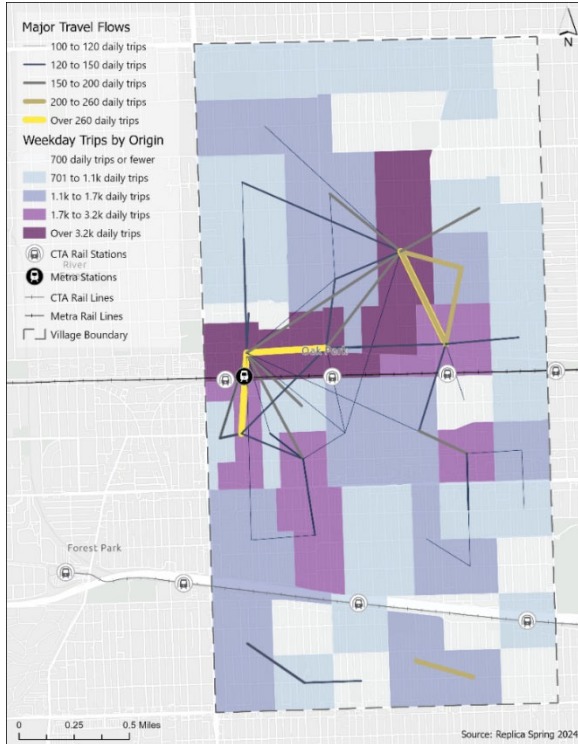 Major Travel Flows
100 to 120 daily trips
120 to 150 daily trips
150 to 200 daily trips
200 to 260 daily trips
Over 260 daily trips
Weekday Trips by Origin
700 daily trips or fewer
701 to 1.1k daily trips
1.1k to 1.7k daily trips
1.7k to 3.2k daily trips
Over 3.2k daily trips
CTA Rail Stations
River
Metra Stations
CTA Rail Lines
Metra Rail Lines
Village Boundary
N
Oak Park
Forest Park
0 0.25 0.5 Miles
Source: Replica Spring 2024